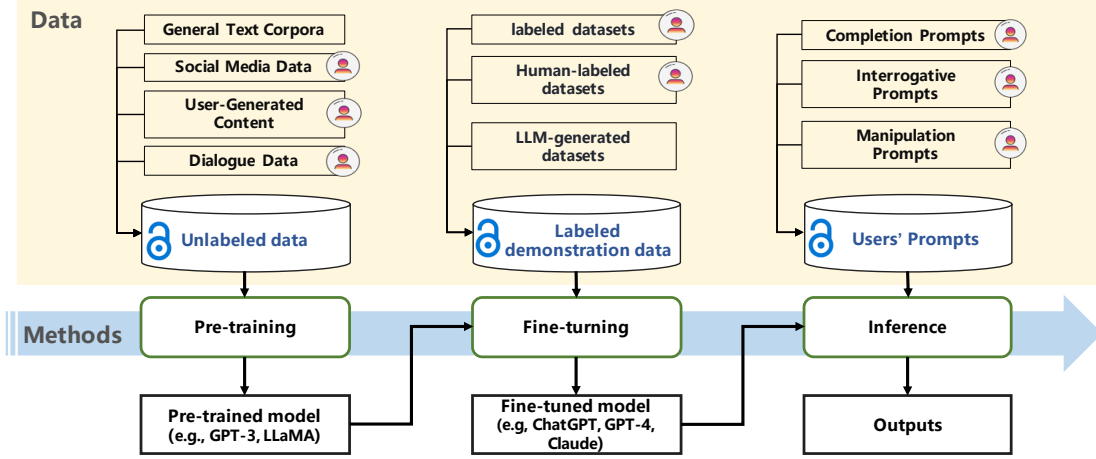 Data
General Text Corpora
Social Media Data
User-Generated
Content
Dialogue Data
Unlabeled data
labeled datasets
Human-labeled
datasets
LLM-generated
datasets
Labeled
demonstration data
Completion Prompts
Interrogative
Prompts
Manipulation
Prompts
Users' Prompts
Methods
Pre-training
Fine-turning
Inference
Pre-trained model
(e.g., GPT-3, LLaMA)
Fine-tuned model
(e.g, ChatGPT, GPT-4,
Claude)
Outputs